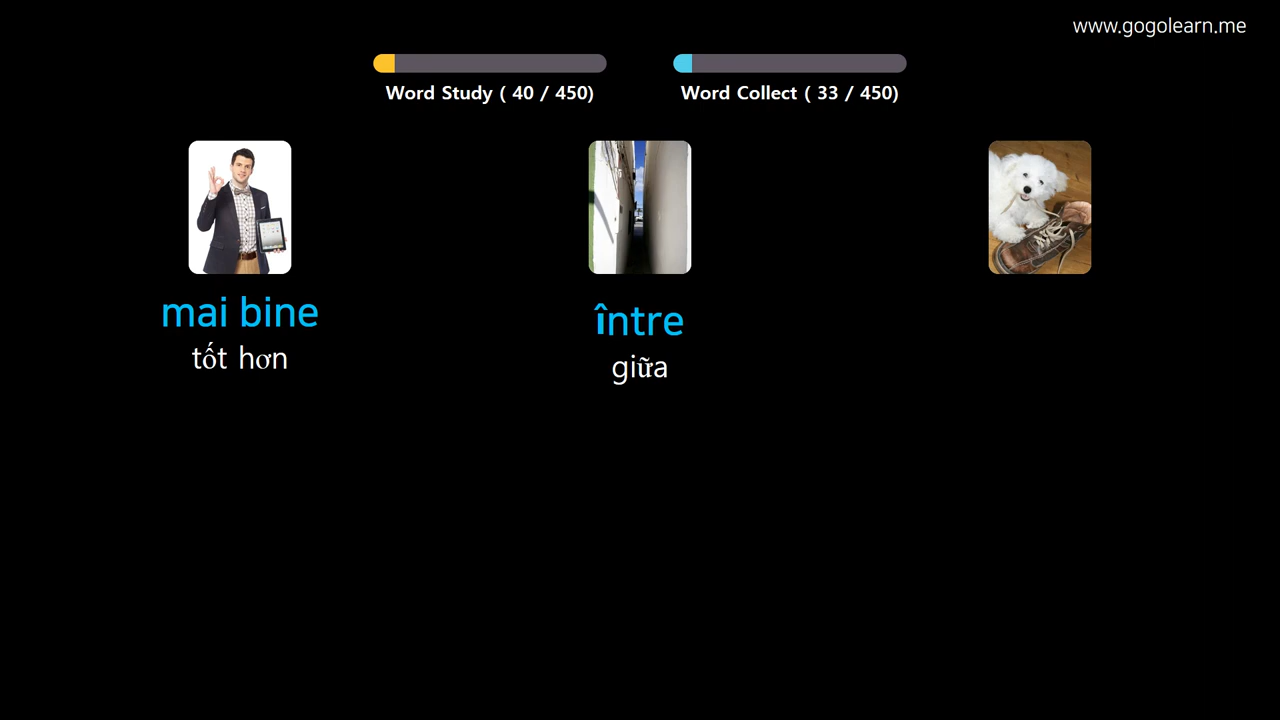 www.gogolearn.me
Word Study ( 40 / 450)
Word Collect ( 33 / 450)
mai bine
tốt hơn
între
giữa